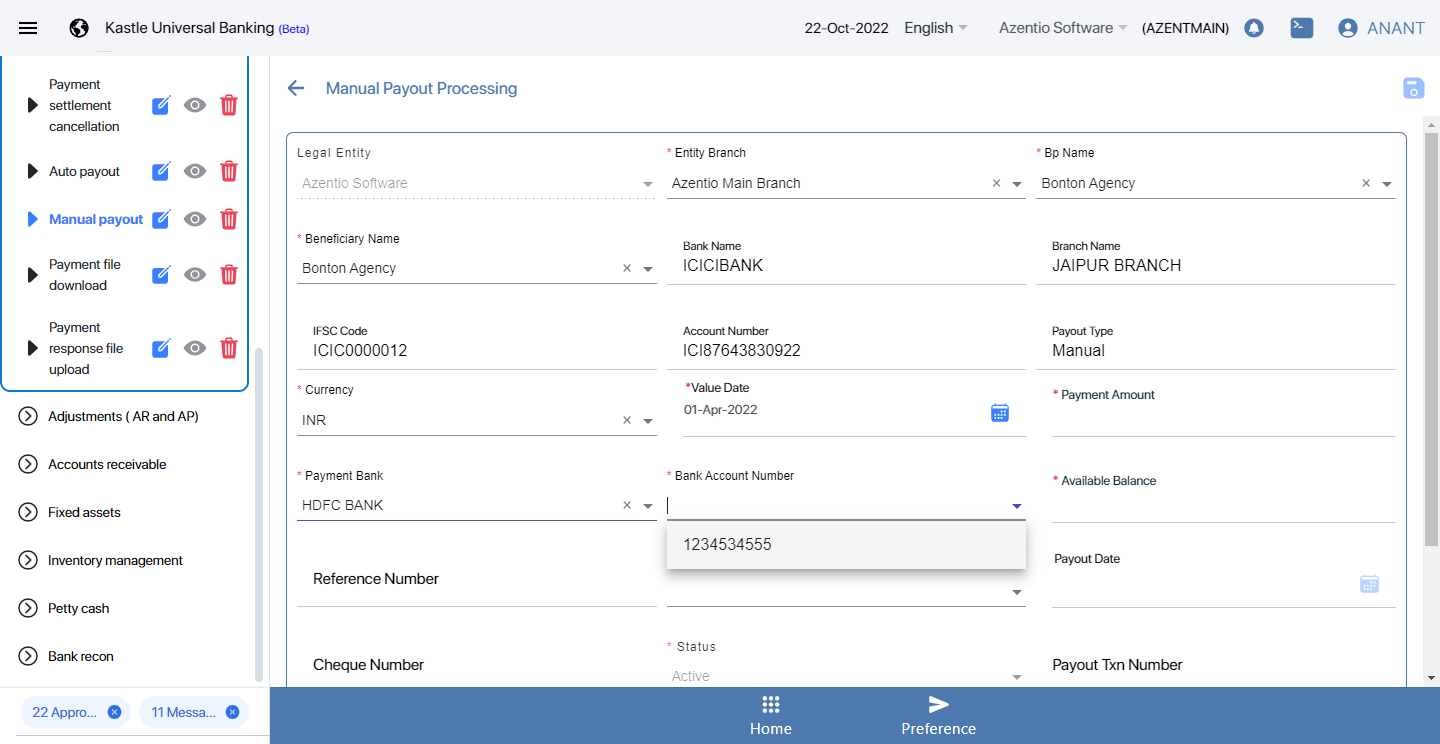 Kastle Universal Banking (Beta)
22-Oct-2022
English
Azentio Software
(AZENTMAIN)
ANANT
Payment
settlement
cancellation
Auto payout
Manual payout
Payment file
download
Payment
response file
upload
Adjustments ( AR and AP)
Accounts receivable
Fixed assets
Inventory management
Petty cash
Bank recon
22 Appro...
11 Messa...
Manual Payout Processing
Legal Entity
Azentio Software
* Entity Branch
Azentio Main Branch
* Bp Name
Bonton Agency
* Beneficiary Name
Bonton Agency
Bank Name
ICICIBANK
Branch Name
JAIPUR BRANCH
IFSC Code
ICIC0000012
Account Number
ICI87643830922
Payout Type
Manual
* Currency
INR
*Value Date
01-Apr-2022
* Payment Amount
* Payment Bank
HDFC BANK
* Bank Account Number
1234534555
* Available Balance
Reference Number
Payout Date
Cheque Number
* Status
Active
Payout Txn Number
Home
Preference